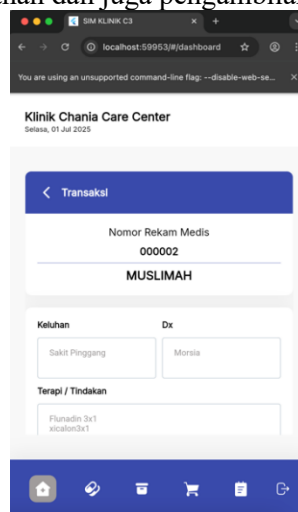 SIM KLINIK C3
localhost:59953/#/dashboard
You are using an unsupported command-line flag: --disable-web-se...
Klinik Chania Care Center
Selasa, 01 Jul 2025
Transaksi
Nomor Rekam Medis
000002
MUSLIMAH
Keluhan Dx
Sakit Pinggang Morsia
Terapi / Tindakan
Flunadin 3x1
xicalon3x1